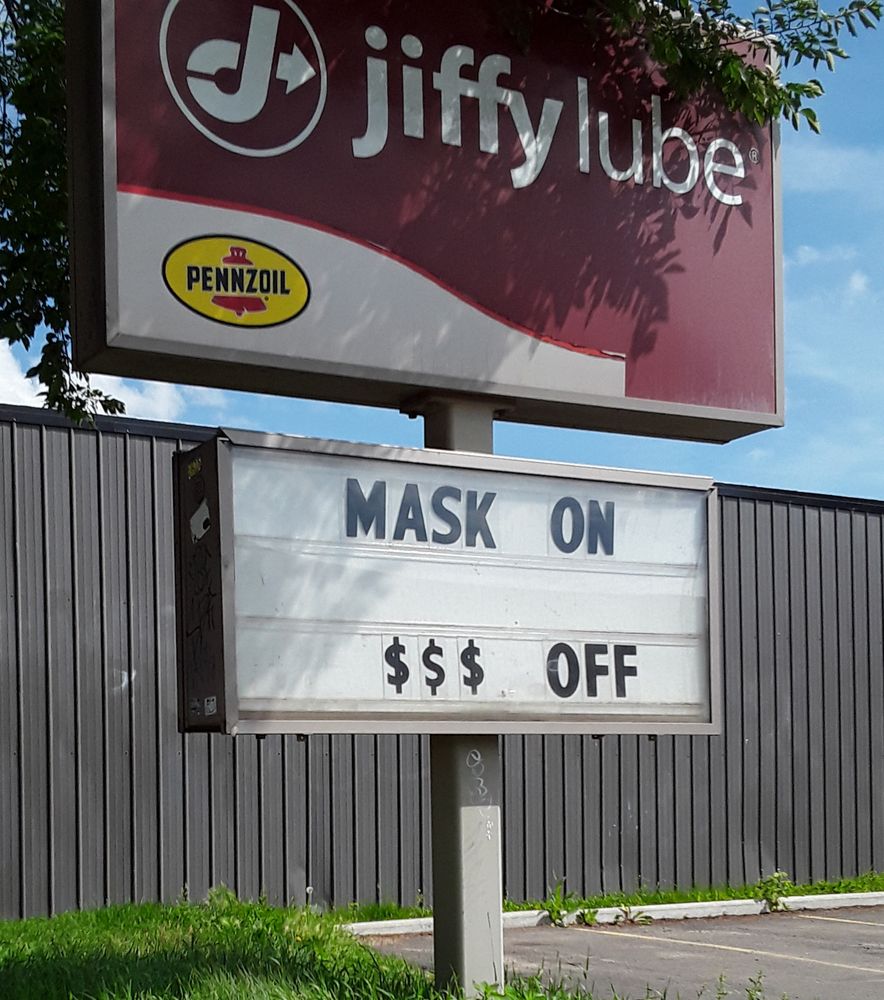 jiffy lube®
PENNZOIL
MASK ON
$$$ OFF